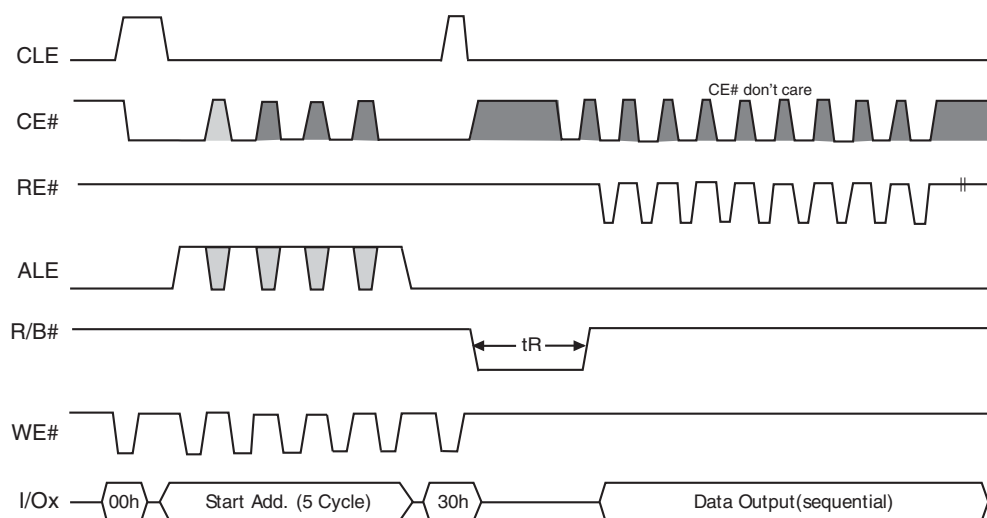 CLE
CE# don't care
CE#
RE#
ALE
R/B#
tR
WE#
I/Ox 00h Start Add. (5 Cycle) 30h Data Output(sequential)